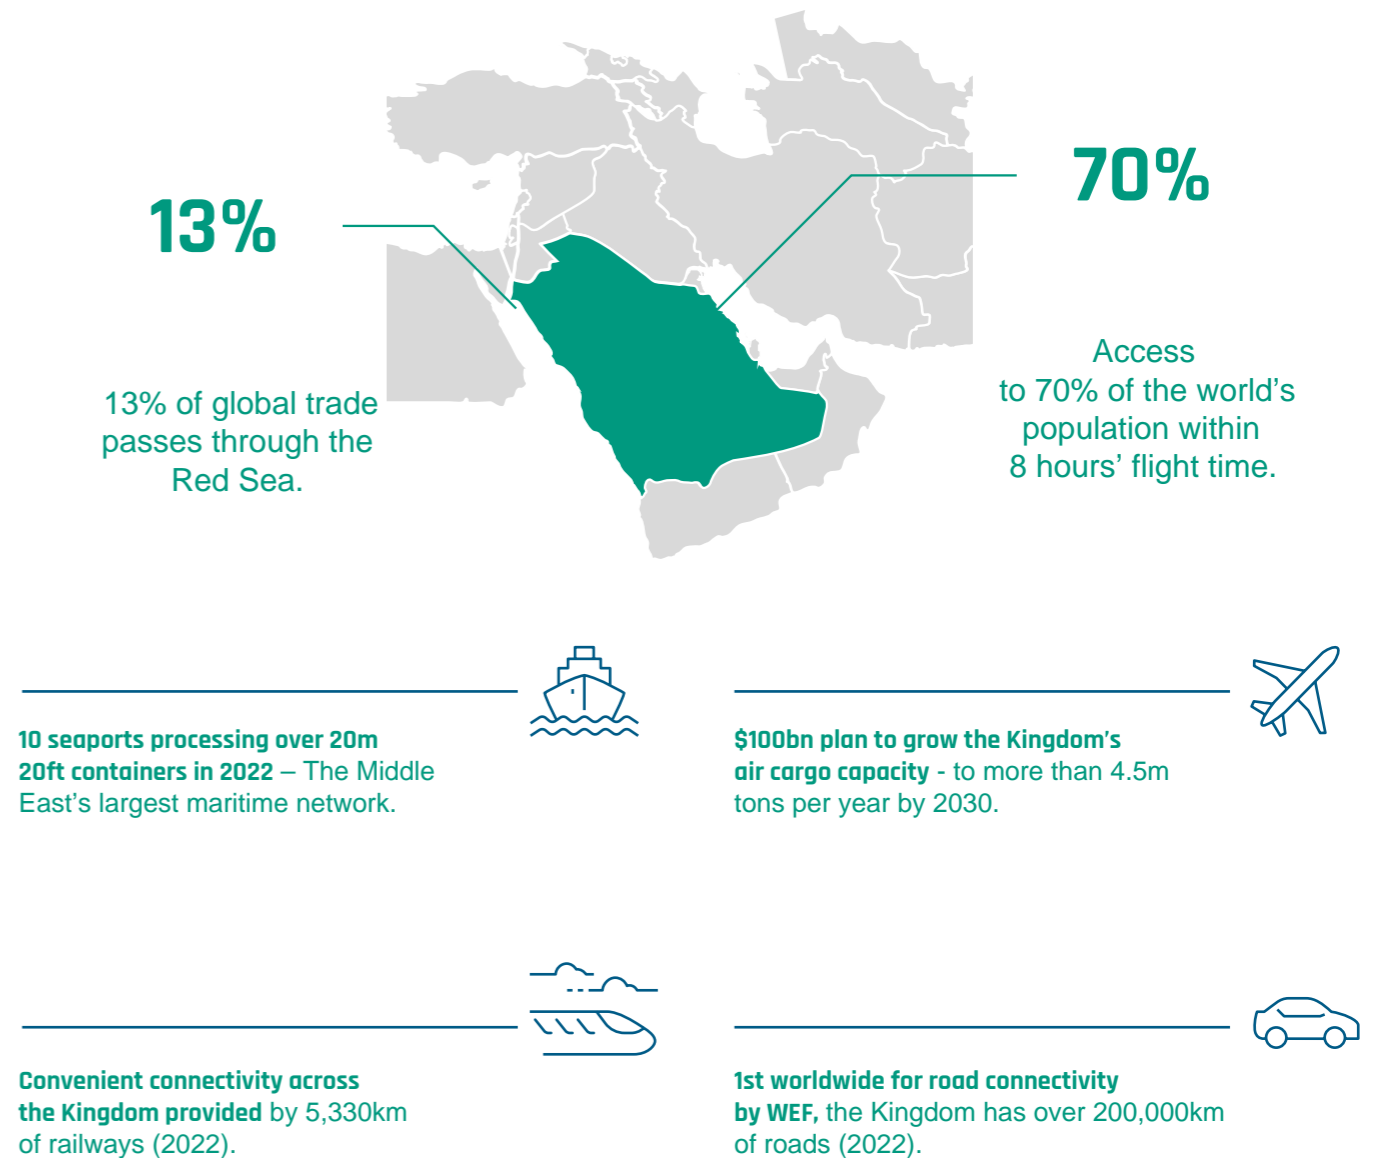 13%
13% of global trade
passes through the
Red Sea.
70%
Access
to 70% of the world’s
population within
8 hours’ flight time.
10 seaports processing over 20m
20ft containers in 2022 – The Middle
East’s largest maritime network.
$100bn plan to grow the Kingdom’s
air cargo capacity - to more than 4.5m
tons per year by 2030.
Convenient connectivity across
the Kingdom provided by 5,330km
of railways (2022).
1st worldwide for road connectivity
by WEF, the Kingdom has over 200,000km
of roads (2022).